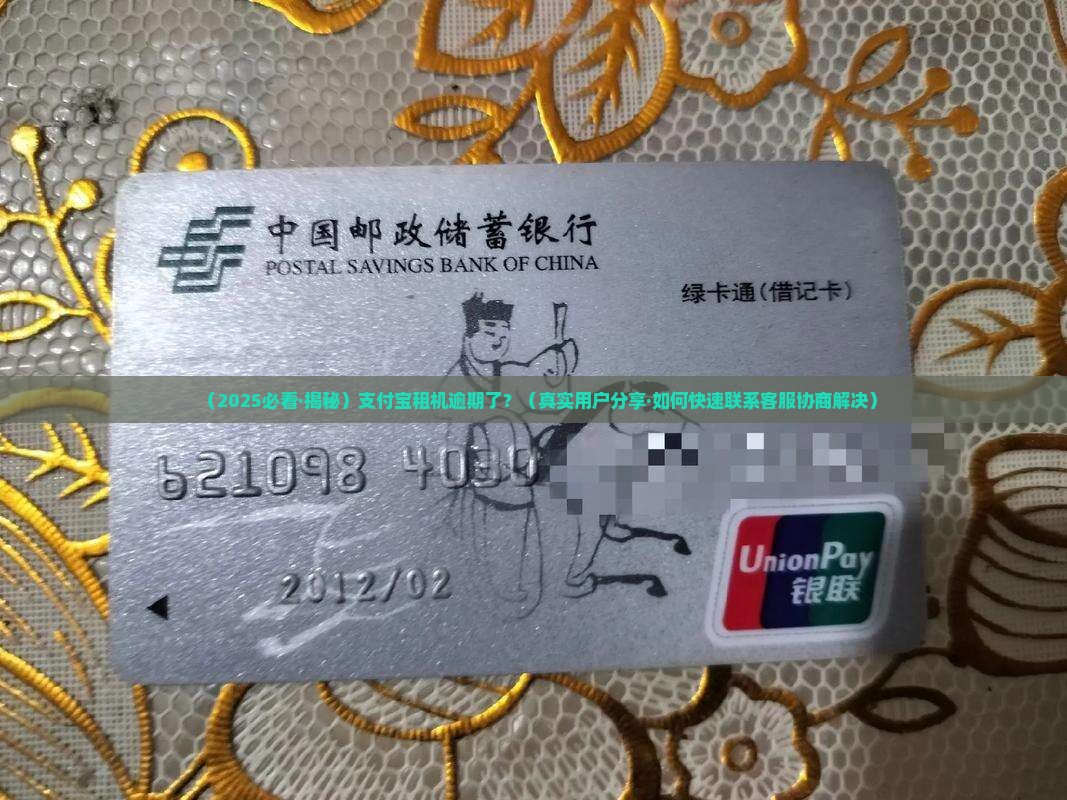 中国邮政储蓄银行
POSTAL SAVINGS BANK OF CHINA
绿卡通(借记卡)
(2025必看·揭秘)支付宝租机逾期了?(真实用户分享·如何快速联系客服协商解决)
621098 4030
2012/02
UnionPay
银联